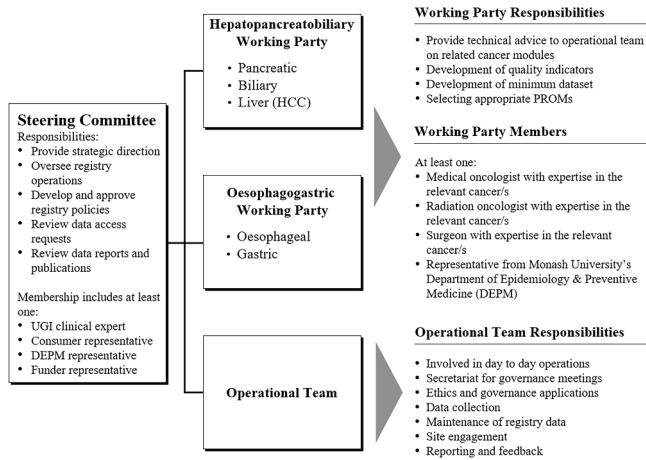 Steering Committee
Responsibilities:
• Provide strategic direction
• Oversee registry
operations
• Develop and approve
registry policies
• Review data access
requests
• Review data reports and
publications
Membership includes at least
one:
• UGI clinical expert
• Consumer representative
• DEPM representative
• Funder representative
Hepatopancreatobiliary
Working Party
• Pancreatic
• Biliary
• Liver (HCC)
Oesophagogastric
Working Party
• Oesophageal
• Gastric
Operational Team
Working Party Responsibilities
• Provide technical advice to operational team
on related cancer modules
• Development of quality indicators
• Development of minimum dataset
• Selecting appropriate PROMs
Working Party Members
At least one:
• Medical oncologist with expertise in the
relevant cancer/s
• Radiation oncologist with expertise in the
relevant cancer/s
• Surgeon with expertise in the relevant
cancer/s
• Representative from Monash University’s
Department of Epidemiology & Preventive
Medicine (DEPM)
Operational Team Responsibilities
• Involved in day to day operations
• Secretariat for governance meetings
• Ethics and governance applications
• Data collection
• Maintenance of registry data
• Site engagement
• Reporting and feedback